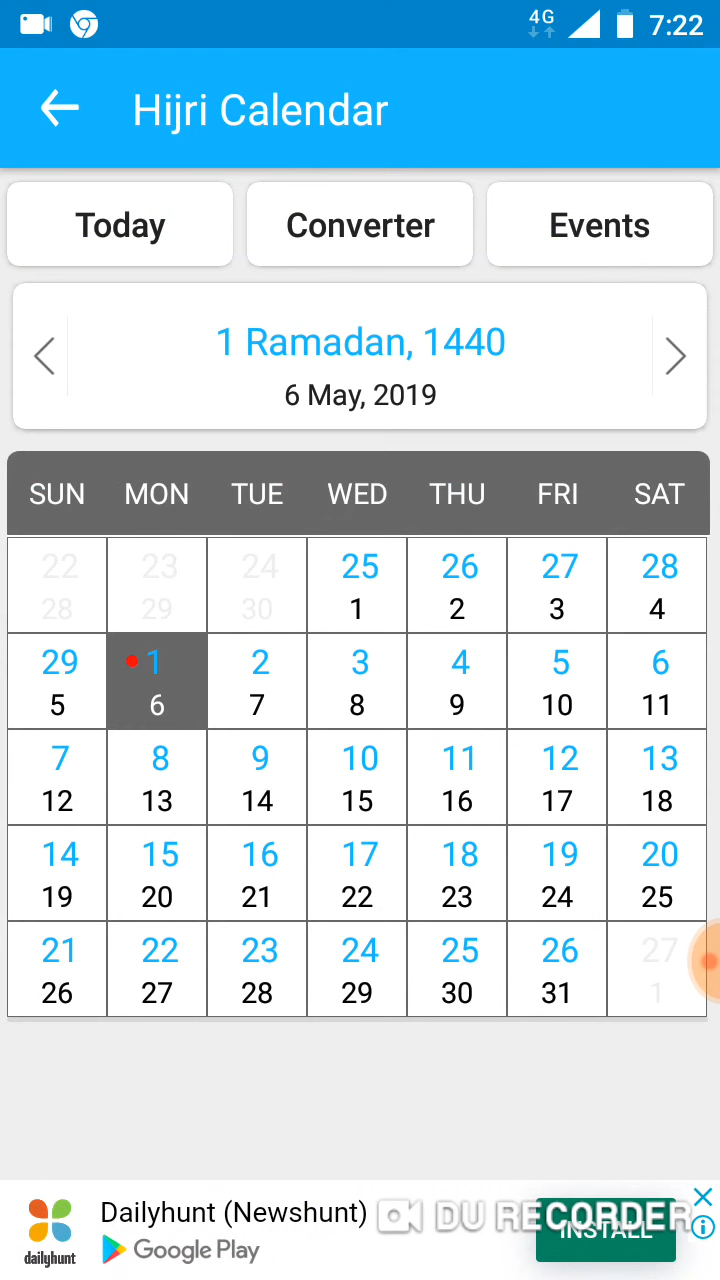 4G 7:22
Hijri Calendar
Today Converter Events
1 Ramadan, 1440
6 May, 2019
SUN MON TUE WED THU FRI SAT
22 23 24 25 26 27 28
28 29 30 1 2 3 4
29 1 2 3 4 5 6
5 6 7 8 9 10 11
7 8 9 10 11 12 13
12 13 14 15 16 17 18
14 15 16 17 18 19 20
19 20 21 22 23 24 25
21 22 23 24 25 26 27
26 27 28 29 30 31 1
Dailyhunt (Newshunt)
DU RECORDER
INSTALL
dailyhunt
Google Play